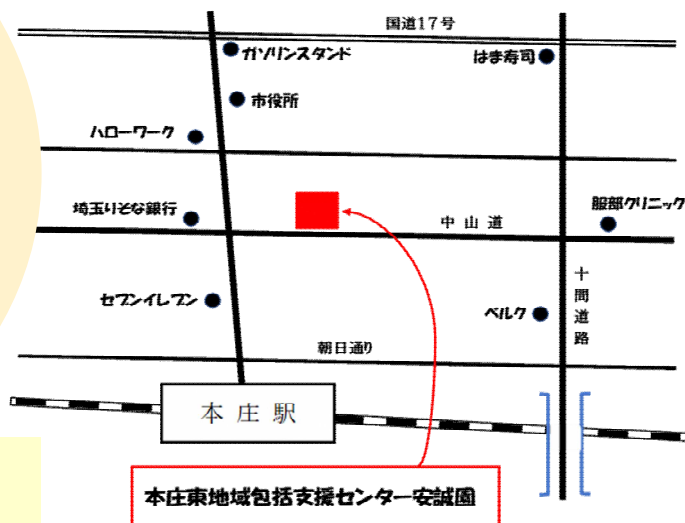 国道17号
ガソリンスタンド
はま寿司
市役所
ハローワーク
埼玉りそな銀行
中山道
服部クリニック
セブンイレブン
ベルク
十間道路
朝日通り
本庄駅
本庄東地域包括支援センター安誠園